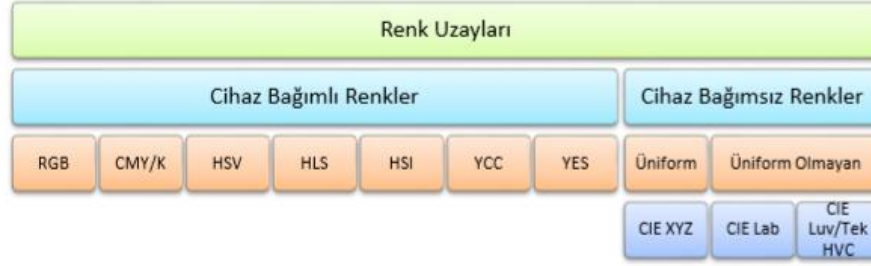 Renk Uzayları
Cihaz Bağımlı Renkler
Cihaz Bağımsız Renkler
RGB
CMY/K
HSV
HLS
HSI
YCC
YES
Üniform
Üniform Olmayan
CIE XYZ
CIE Lab
CIE
Luv/Tek
HVC